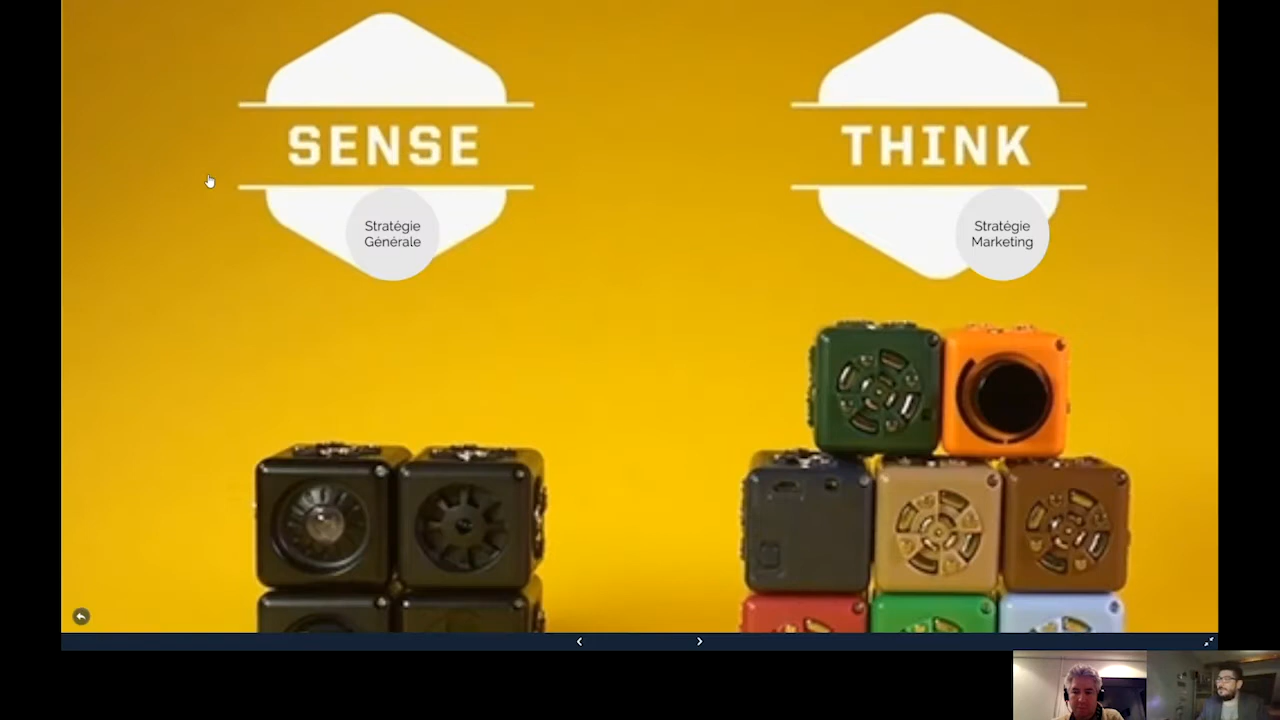 SENSE
THINK
Stratégie
Générale
Stratégie
Marketing